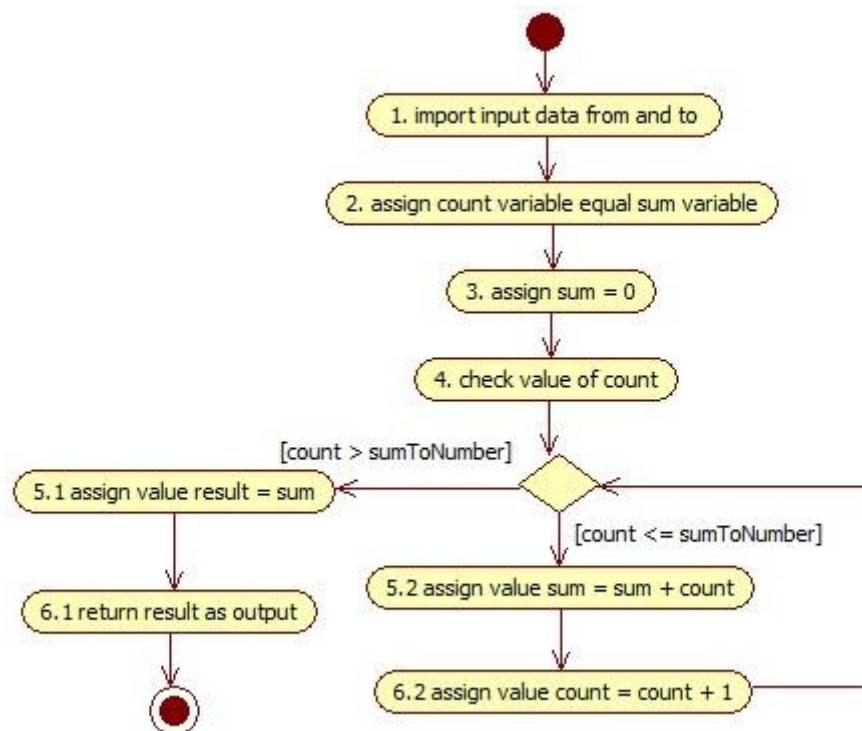 1. import input data from and to
2. assign count variable equal sum variable
3. assign sum = 0
4. check value of count
[count > sumToNumber]
5.1 assign value result = sum
[count <= sumToNumber]
5.2 assign value sum = sum + count
6.1 return result as output
6.2 assign value count = count + 1